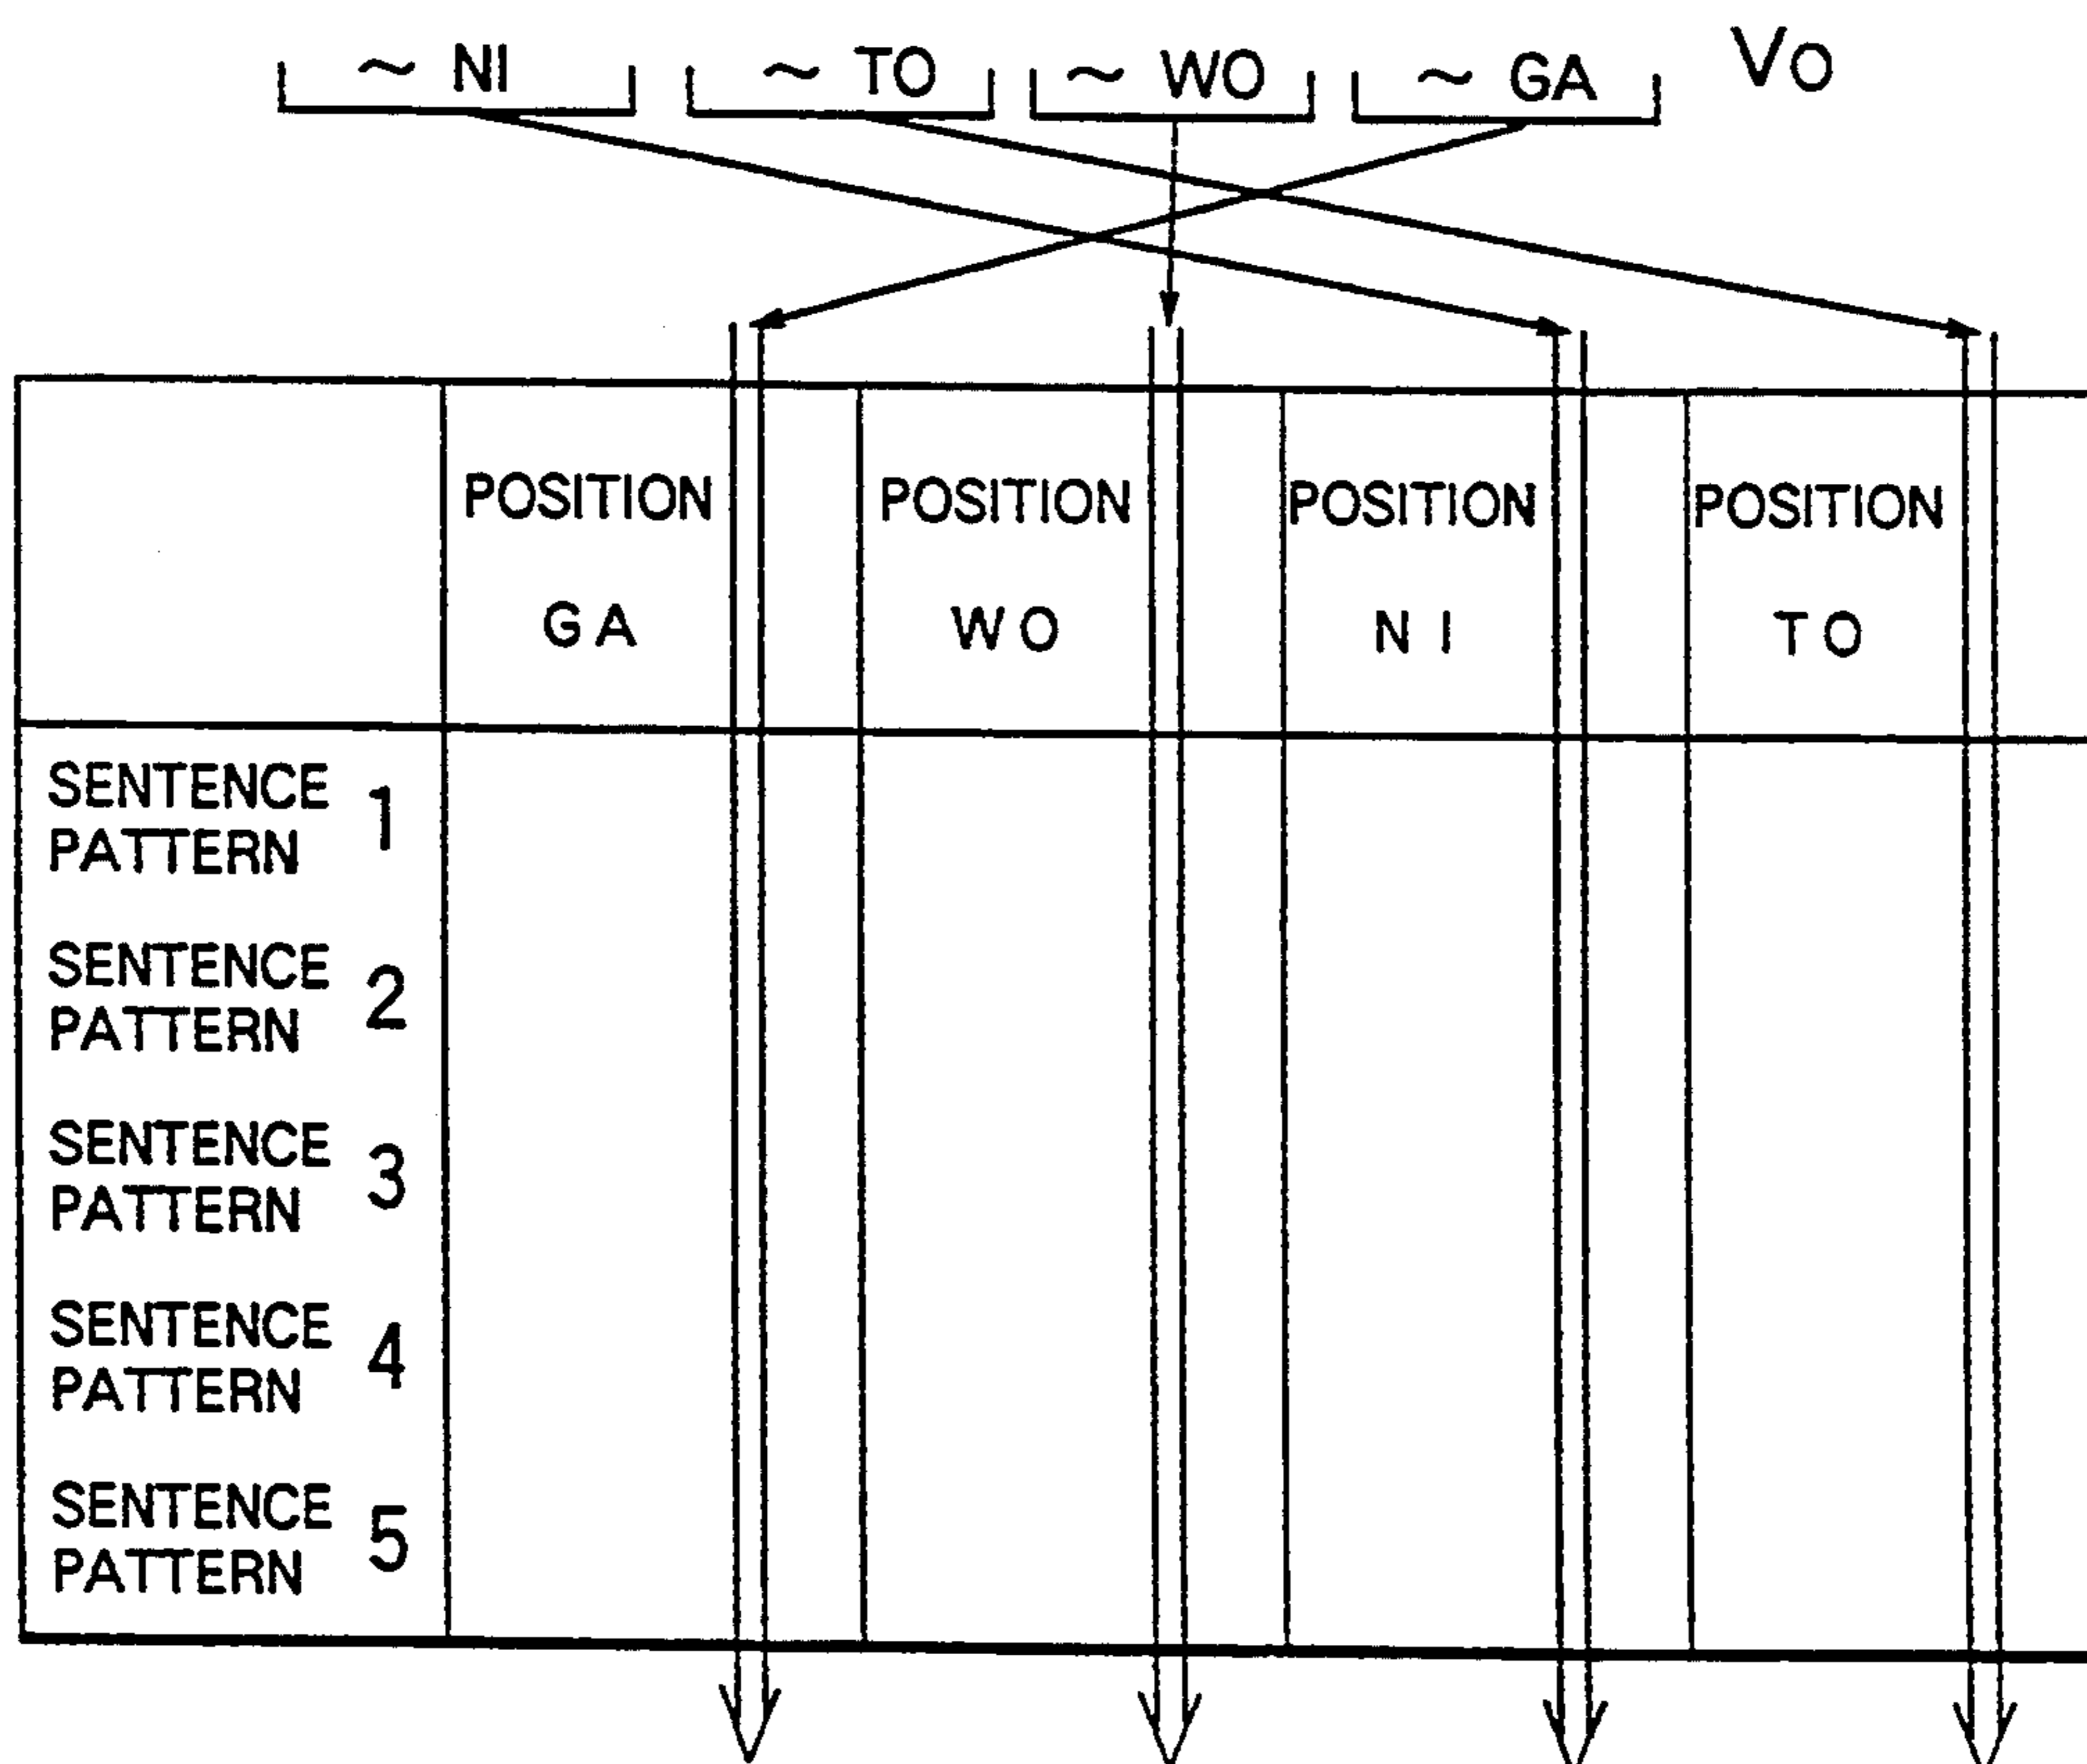 ~ NI ~ TO ~ WO ~ GA Vo
POSITION POSITION POSITION POSITION
GA WO NI TO
SENTENCE
PATTERN 1
SENTENCE
PATTERN 2
SENTENCE
PATTERN 3
SENTENCE
PATTERN 4
SENTENCE
PATTERN 5